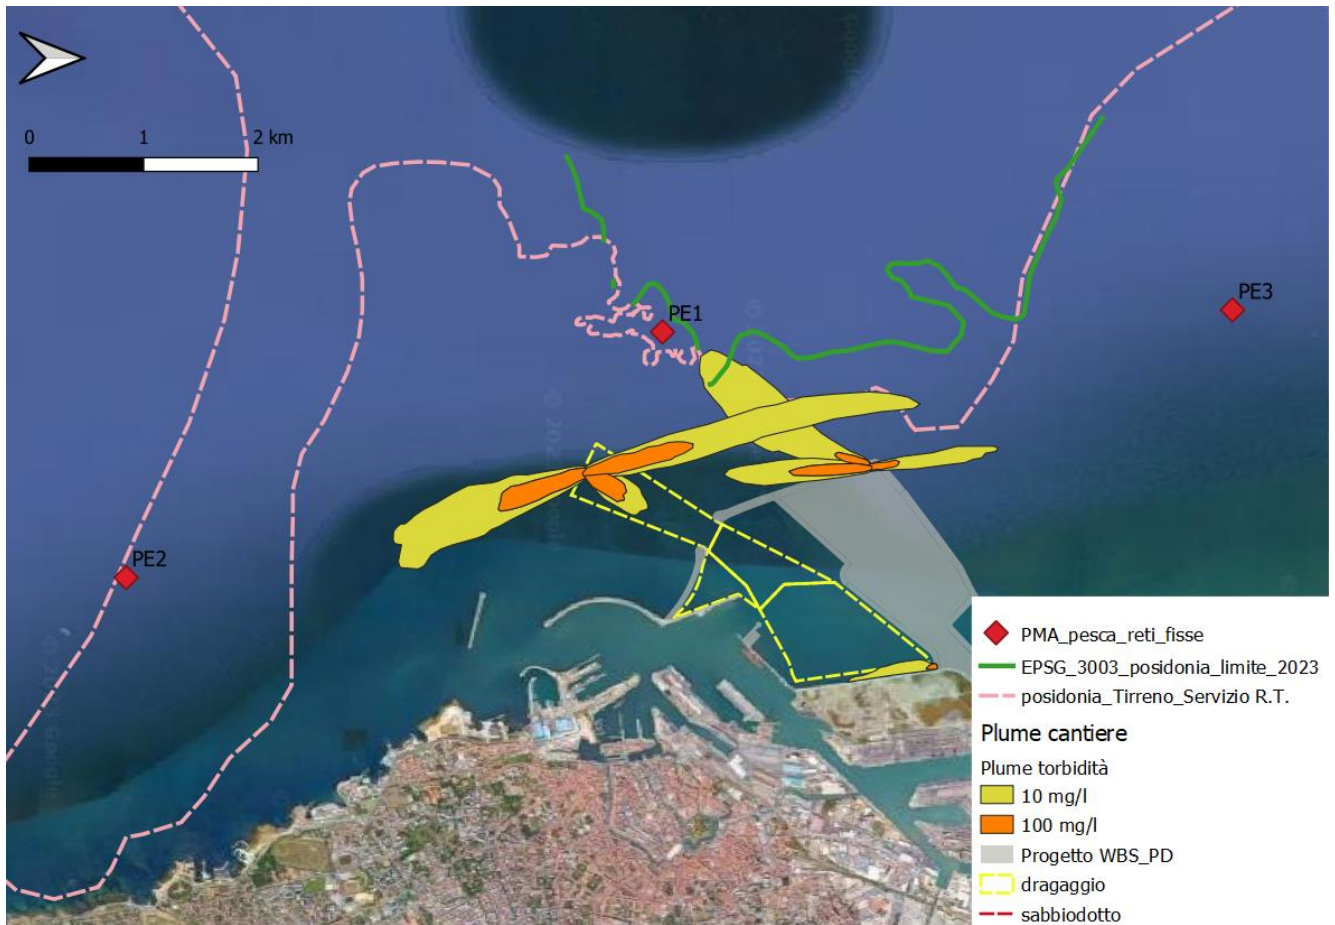 0 1 2 km
PE3
PE1
PE2
PMA_pesca_reti_fisse
EPSG_3003_posidonia_limite_2023
posidonia_Tirreno_Servizio R.T.
Plume cantiere
Plume torbidità
10 mg/l
100 mg/l
Progetto WBS_PD
dragaggio
sabbiodotto